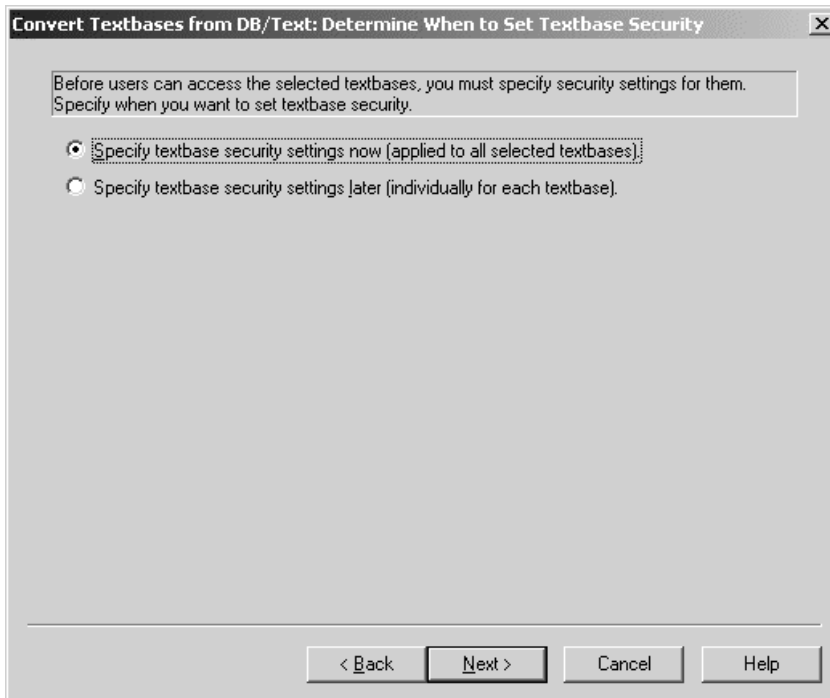 Convert Textbases from DB/Text: Determine When to Set Textbase Security
Before users can access the selected textbases, you must specify security settings for them.
Specify when you want to set textbase security.
Specify textbase security settings now (applied to all selected textbases).
Specify textbase security settings later (individually for each textbase).
< Back Next > Cancel Help